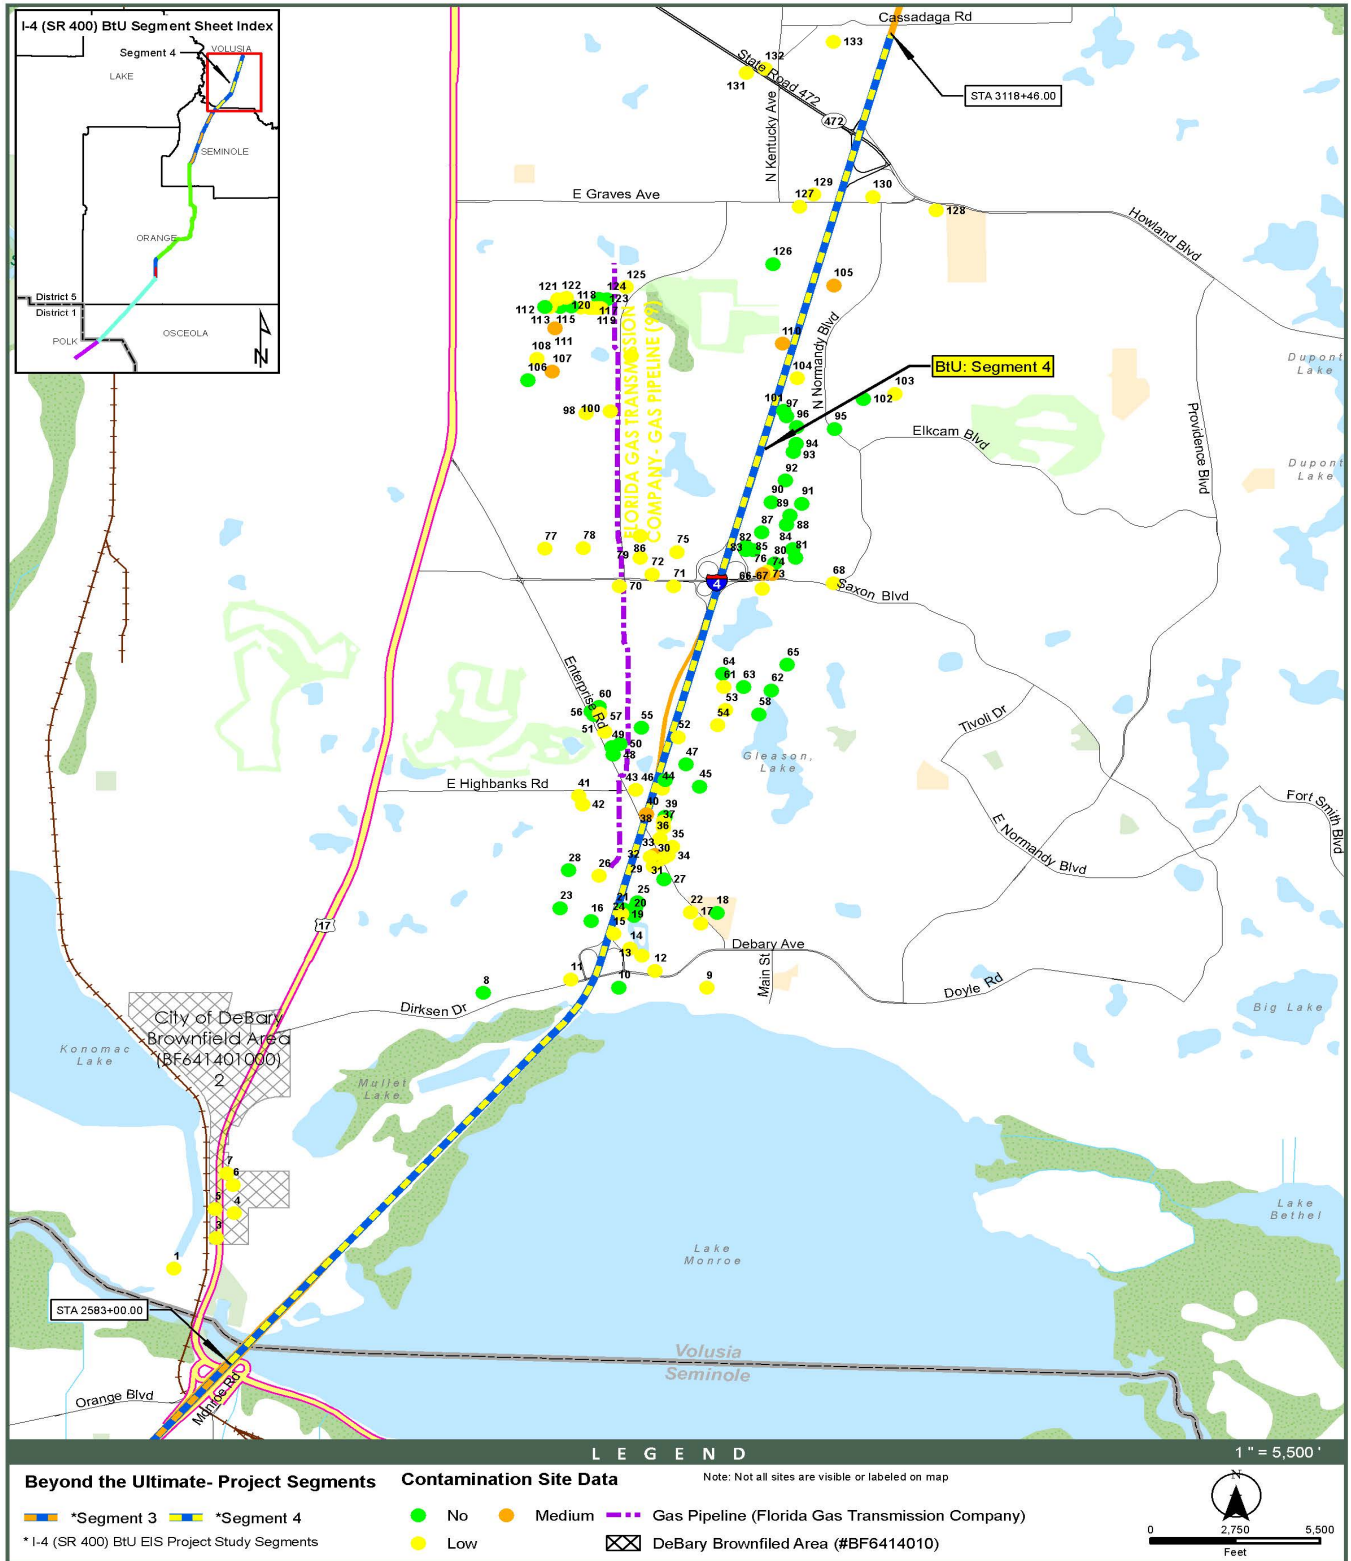 I-4 (SR 400) BtU Segment Sheet Index
Segment 4
VOLUSIA
LAKE
SEMINOLE
ORANGE
District 5
District 1
POLK
OSCEOLA
N
Cassadaga Rd
133
132
131
State Road 472
STA 3118+46.00
472
N Kentucky Ave
129
127
130
128
E Graves Ave
Howland Blvd
126
105
125
121
122
124
118
123
112
120
11
113
115
119
111
110
108
107
106
104
103
102
98
100
101
97
96
95
94
93
BtU: Segment 4
N Normandy Blvd
Dupont
Lake
FLORIDA GAS TRANSMISSION
COMPANY- GAS PIPELINE (99)
Elkcam Blvd
Providence Blvd
Dupont
Lake
92
90
91
89
88
87
77
78
86
75
79
72
71
70
82
83
85
84
81
80
76
74
66-67
73
68
4
Saxon Blvd
Enterprise Rd
65
64
61
63
62
53
58
54
60
56
57
55
51
49
50
48
52
47
Gleason,
Lake
Tivoli Dr
E Highbanks Rd
41
42
43
46
44
45
40
39
38
37
36
35
33
30
34
32
29
31
27
28
26
E Normandy Blvd
Fort Smith Blvd
23
25
21
20
24
19
16
15
22
17
18
14
13
12
11
10
9
8
17
Debary Ave
Main St
Doyle Rd
Dirksen Dr
Big Lake
City of DeBary
Brownfield Area
(BF641401000)
2
Konomac
Lake
Mullet
Lake
7
6
5
4
3
1
Lake
Bethel
Lake
Monroe
STA 2583+00.00
Volusia
Seminole
Orange Blvd
Monroe Rd
LEGEND
1 " = 5,500 '
Beyond the Ultimate- Project Segments
*Segment 3
*Segment 4
* I-4 (SR 400) BtU EIS Project Study Segments
Contamination Site Data
Note: Not all sites are visible or labeled on map
No
Medium
Low
Gas Pipeline (Florida Gas Transmission Company)
DeBary Brownfiled Area (#BF6414010)
N
0
2,750
5,500
Feet